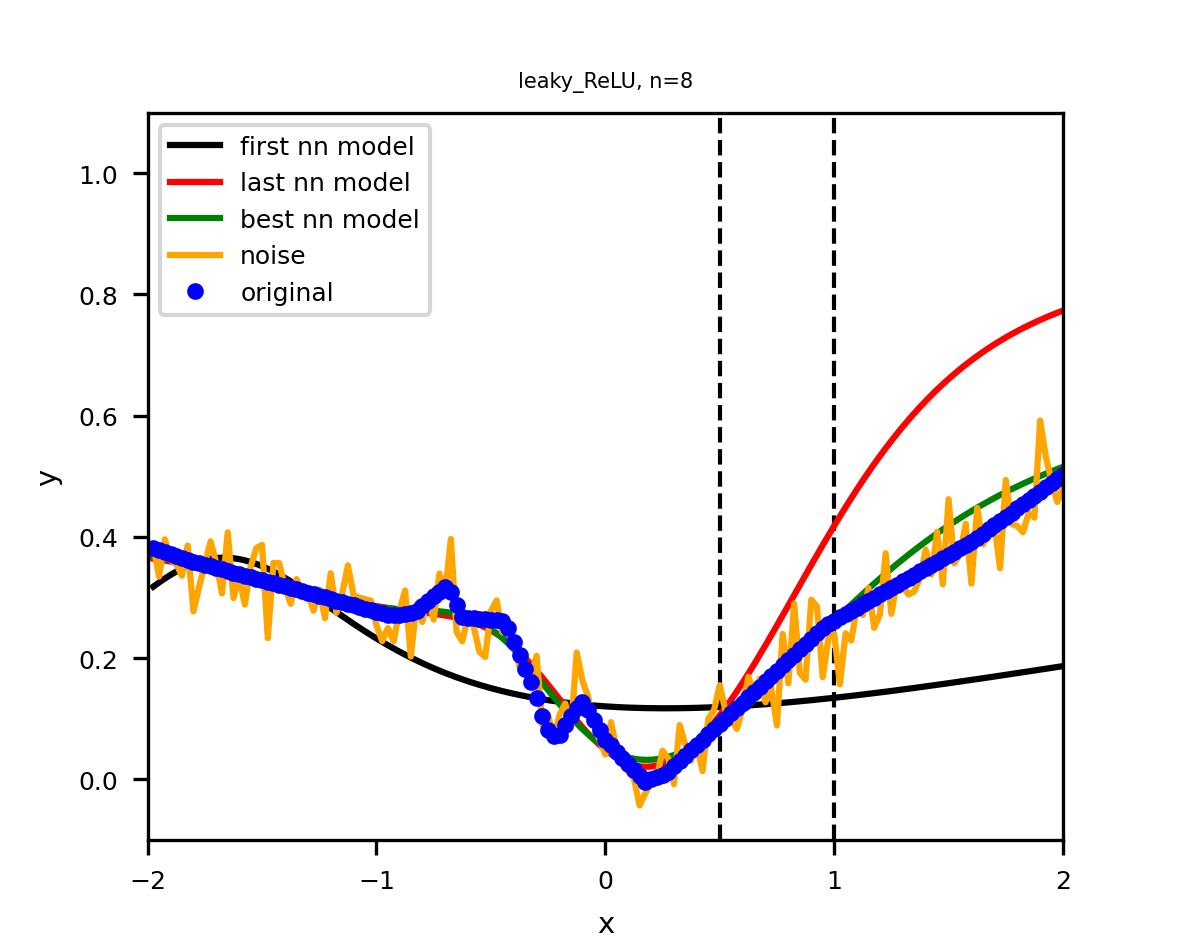 leaky_ReLU, n=8
first nn model
last nn model
best nn model
noise
original
1.0
0.8
0.6
0.4
0.2
0.0
y
−2
−1
0
1
2
x